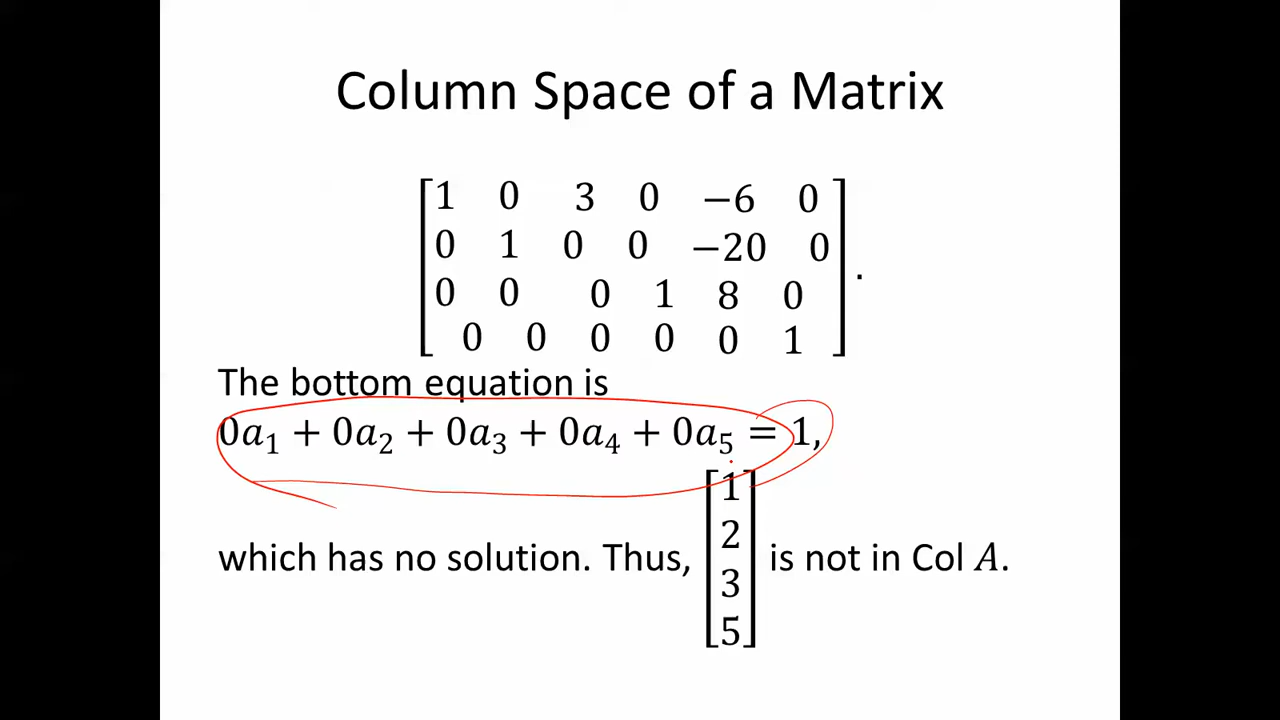 Column Space of a Matrix
1 0 3 0 −6 0
0 1 0 0 −20 0
0 0 0 1 8 0 .
0 0 0 0 0 1
The bottom equation is
0a₁ + 0a₂ + 0a₃ + 0a₄ + 0a₅ = 1,
1
2
which has no solution. Thus, is not in Col A.
3
5